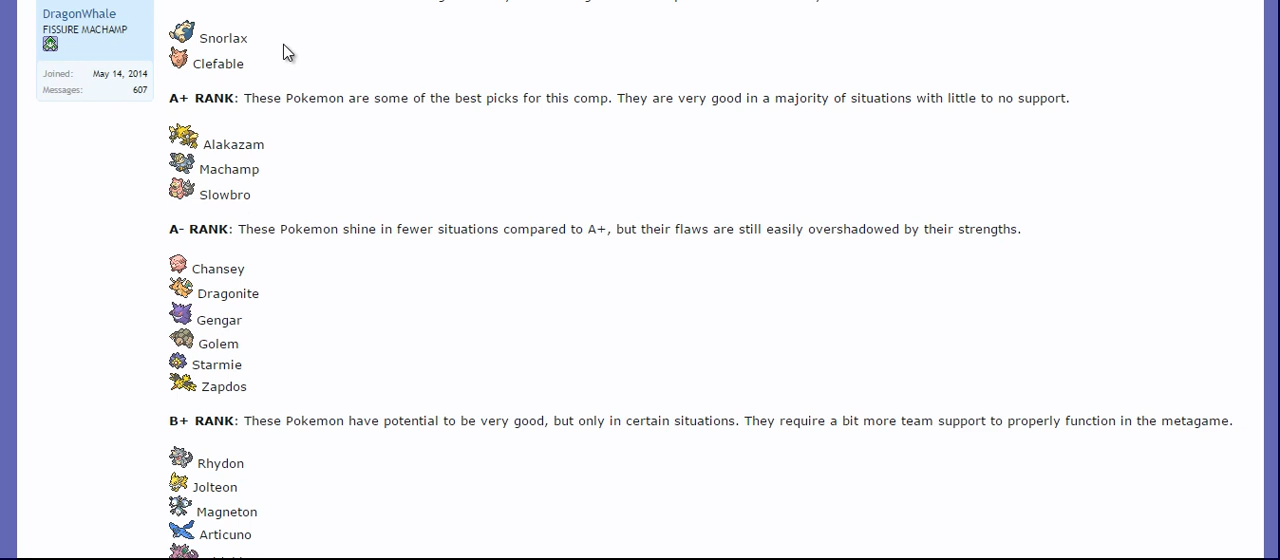 DragonWhale
FISSURE MACHAMP
Joined: May 14, 2014
Messages: 607
Snorlax
Clefable
A+ RANK: These Pokemon are some of the best picks for this comp. They are very good in a majority of situations with little to no support.
Alakazam
Machamp
Slowbro
A- RANK: These Pokemon shine in fewer situations compared to A+, but their flaws are still easily overshadowed by their strengths.
Chansey
Dragonite
Gengar
Golem
Starmie
Zapdos
B+ RANK: These Pokemon have potential to be very good, but only in certain situations. They require a bit more team support to properly function in the metagame.
Rhydon
Jolteon
Magneton
Articuno